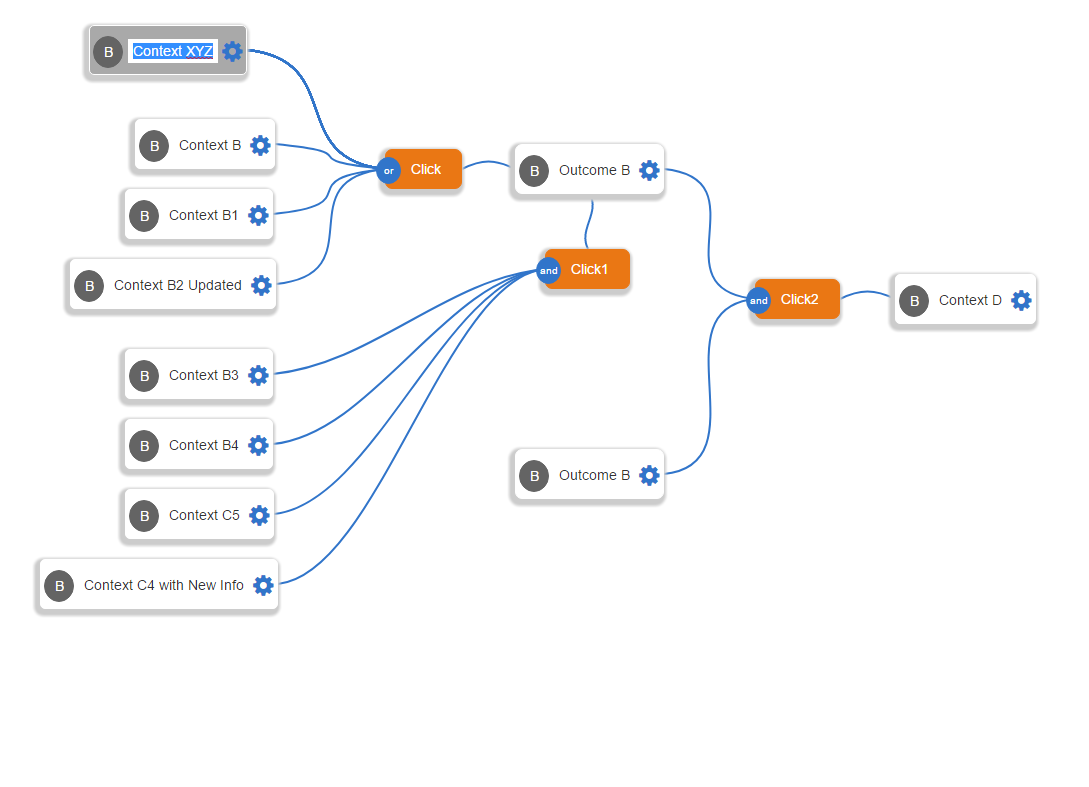 B Context XYZ
B Context B
or Click
B Outcome B
B Context B1
B Context B2 Updated
and Click1
and Click2
B Context D
B Context B3
B Context B4
B Outcome B
B Context C5
B Context C4 with New Info